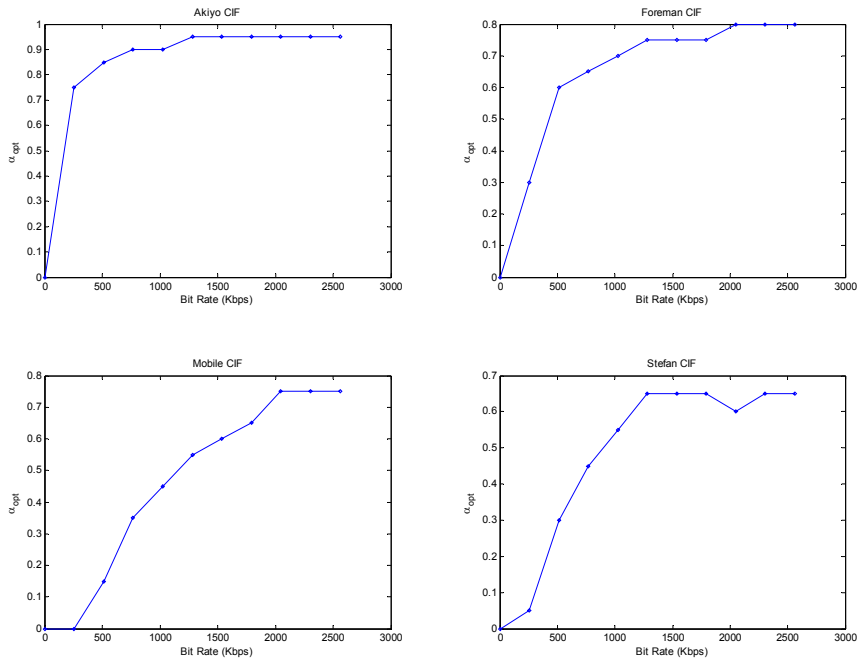 Akiyo CIF
1
0.9
0.8
0.7
0.6
0.5
0.4
0.3
0.2
0.1
0
α opt
0 500 1000 1500 2000 2500 3000
Bit Rate (Kbps)
Foreman CIF
0.8
0.7
0.6
0.5
0.4
0.3
0.2
0.1
0
α opt
0 500 1000 1500 2000 2500 3000
Bit Rate (Kbps)
Mobile CIF
0.8
0.7
0.6
0.5
0.4
0.3
0.2
0.1
0
α opt
0 500 1000 1500 2000 2500 3000
Bit Rate (Kbps)
Stefan CIF
0.7
0.6
0.5
0.4
0.3
0.2
0.1
0
α opt
0 500 1000 1500 2000 2500 3000
Bit Rate (Kbps)